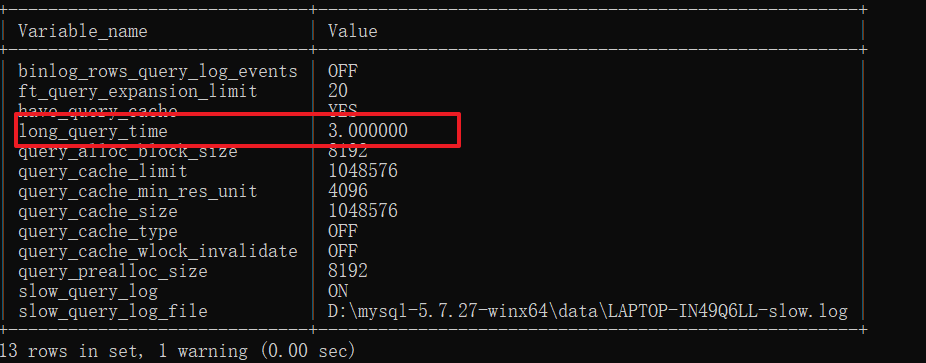 Variable_name | Value
binlog_rows_query_log_events | OFF
ft_query_expansion_limit | 20
have_query_cache | YES
long_query_time | 3.000000
query_alloc_block_size | 8192
query_cache_limit | 1048576
query_cache_min_res_unit | 4096
query_cache_size | 1048576
query_cache_type | OFF
query_cache_wlock_invalidate | OFF
query_prealloc_size | 8192
slow_query_log | ON
slow_query_log_file | D:\mysql-5.7.27-winx64\data\LAPTOP-IN49Q6LL-slow.log
13 rows in set, 1 warning (0.00 sec)